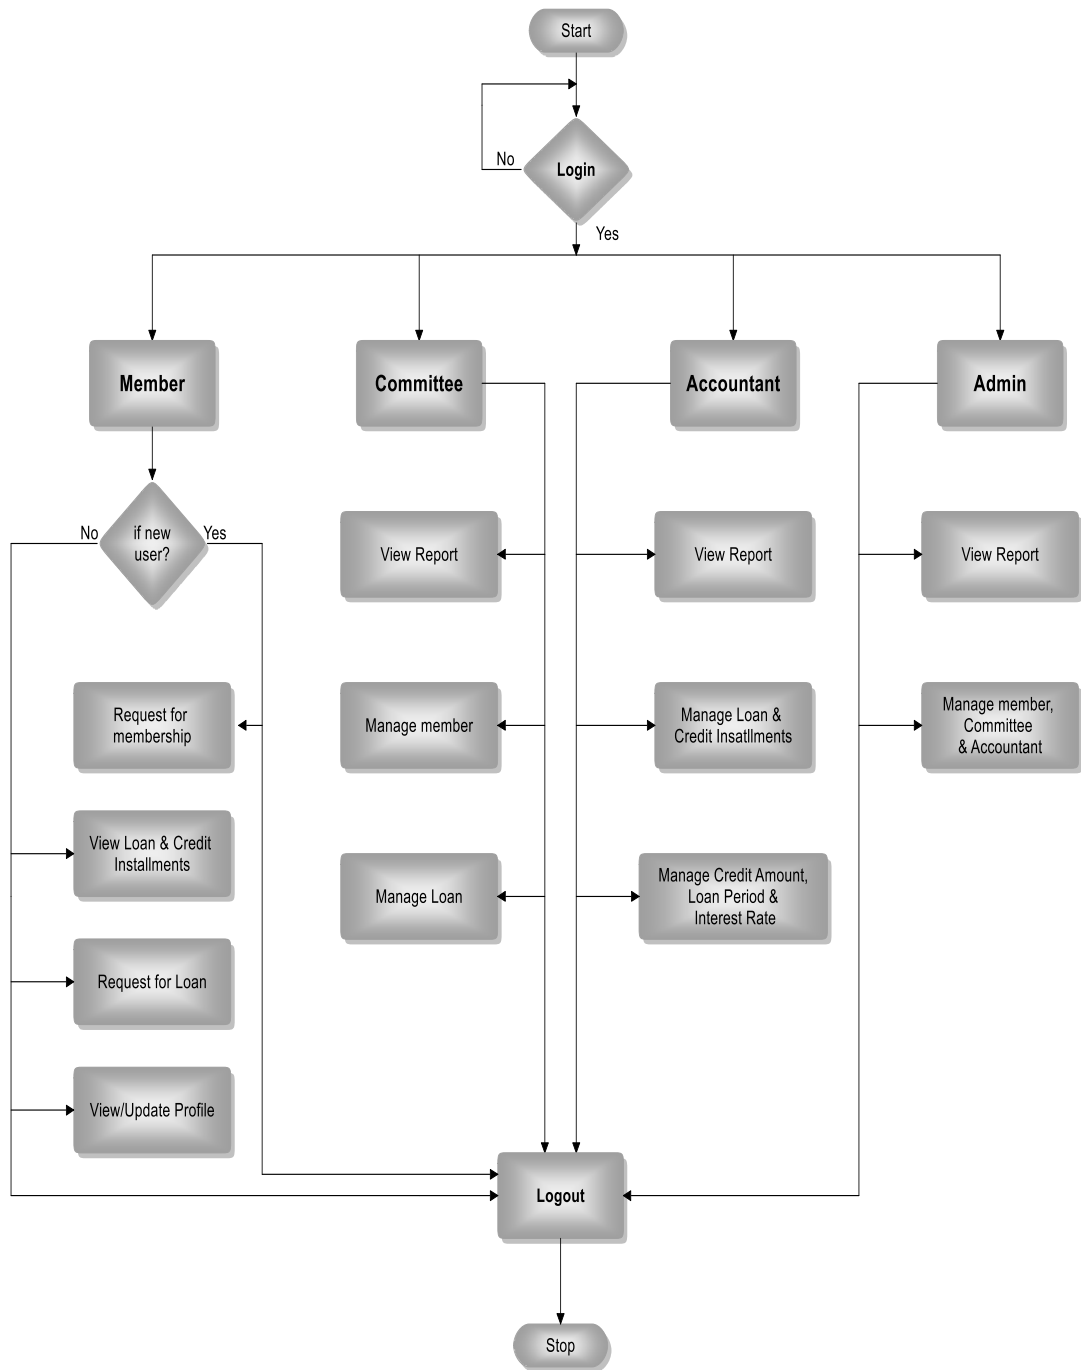 Start
No
Login
Yes
Member
Committee
Accountant
Admin
No
if new
user?
Yes
View Report
View Report
View Report
Request for
membership
Manage member
Manage Loan &
Credit Insatllments
Manage member,
Committee
& Accountant
View Loan & Credit
Installments
Manage Loan
Manage Credit Amount,
Loan Period &
Interest Rate
Request for Loan
View/Update Profile
Logout
Stop